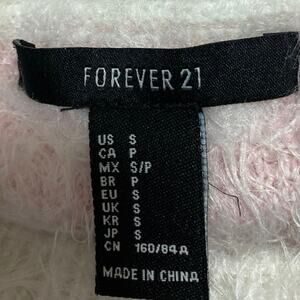 FOREVER 21
US S
CA P
MX S/P
BR P
EU S
UK S
KR S
JP S
CN 160/84A
MADE IN CHINA